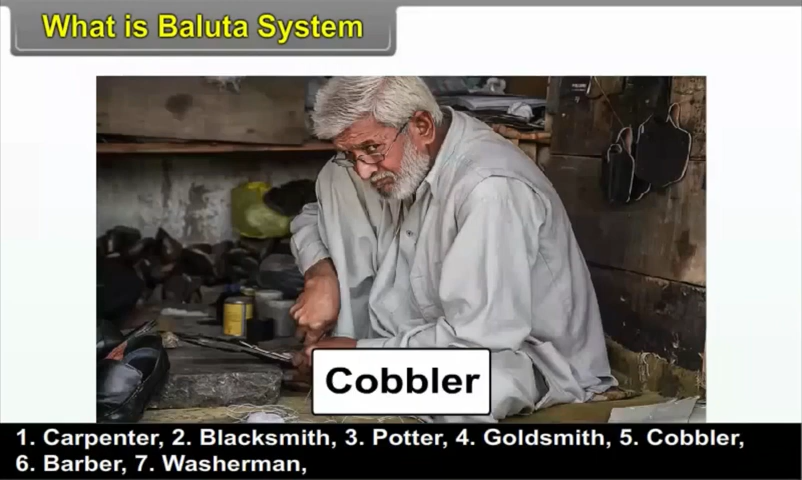 What is Baluta System
Cobbler
1. Carpenter, 2. Blacksmith, 3. Potter, 4. Goldsmith, 5. Cobbler,
6. Barber, 7. Washerman,